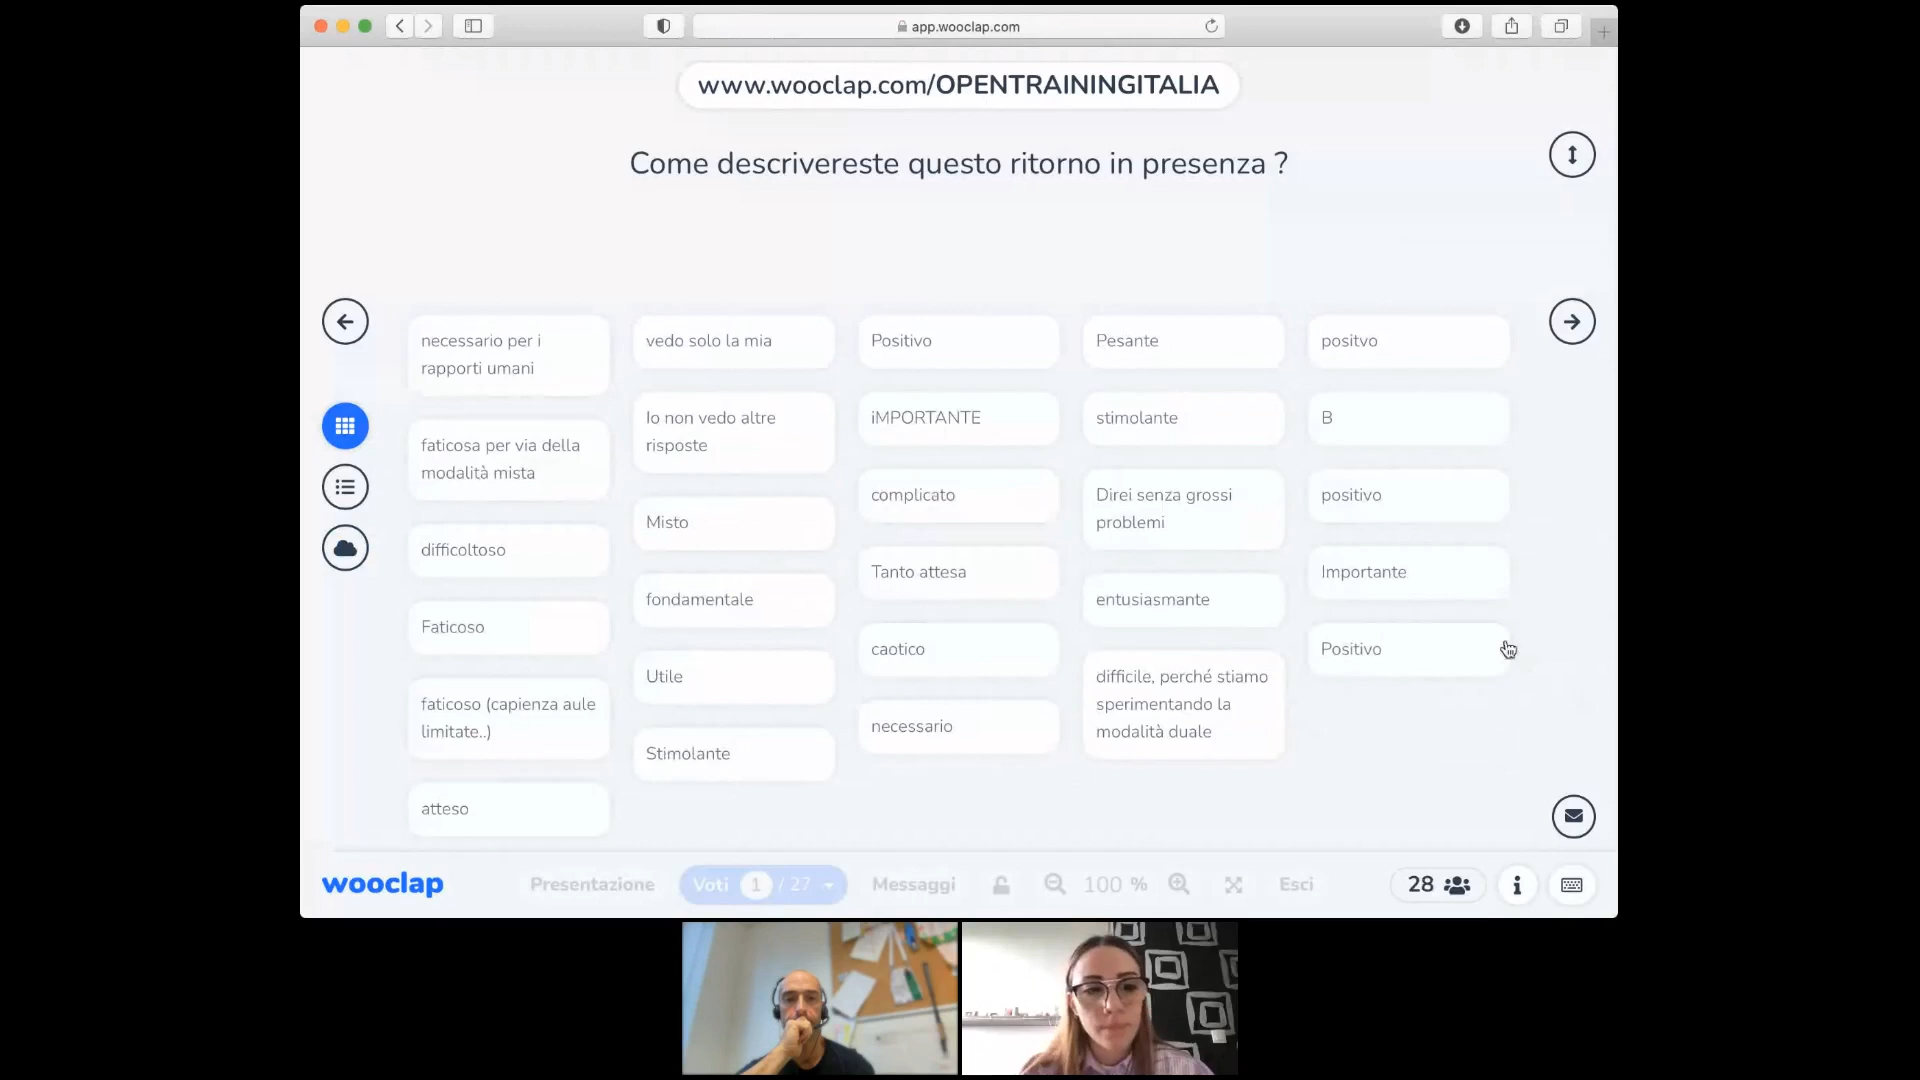 app.wooclap.com
www.wooclap.com/OPENTRAININGITALIA
Come descrivereste questo ritorno in presenza ?
necessario per i
rapporti umani
faticosa per via della
modalità mista
difficoltoso
Faticoso
faticoso (capienza aule
limitate..)
atteso
vedo solo la mia
Io non vedo altre
risposte
Misto
fondamentale
Utile
Stimolante
Positivo
iMPORTANTE
complicato
Tanto attesa
caotico
necessario
Pesante
stimolante
Direi senza grossi
problemi
entusiasmante
difficile, perché stiamo
sperimentando la
modalità duale
positvo
B
positivo
Importante
Positivo
wooclap
Presentazione
Voti 1 / 27
Messaggi
100 %
Esci
28